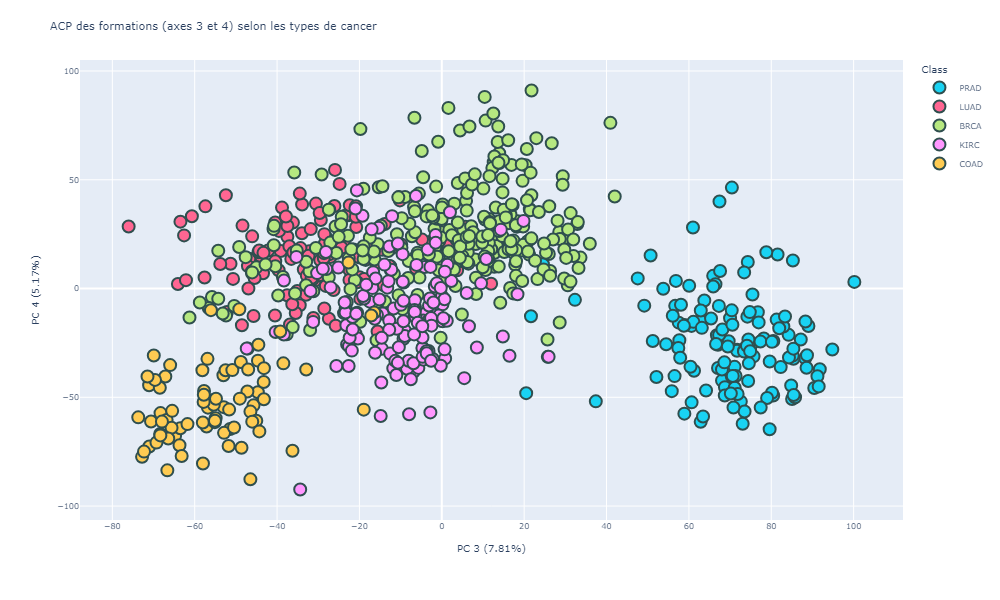 ACP des formations (axes 3 et 4) selon les types de cancer
Class
PRAD
LUAD
BRCA
KIRC
COAD
PC 4 (5.17%)
100
50
0
−50
−100
−80
−60
−40
−20
0
20
40
60
80
100
PC 3 (7.81%)